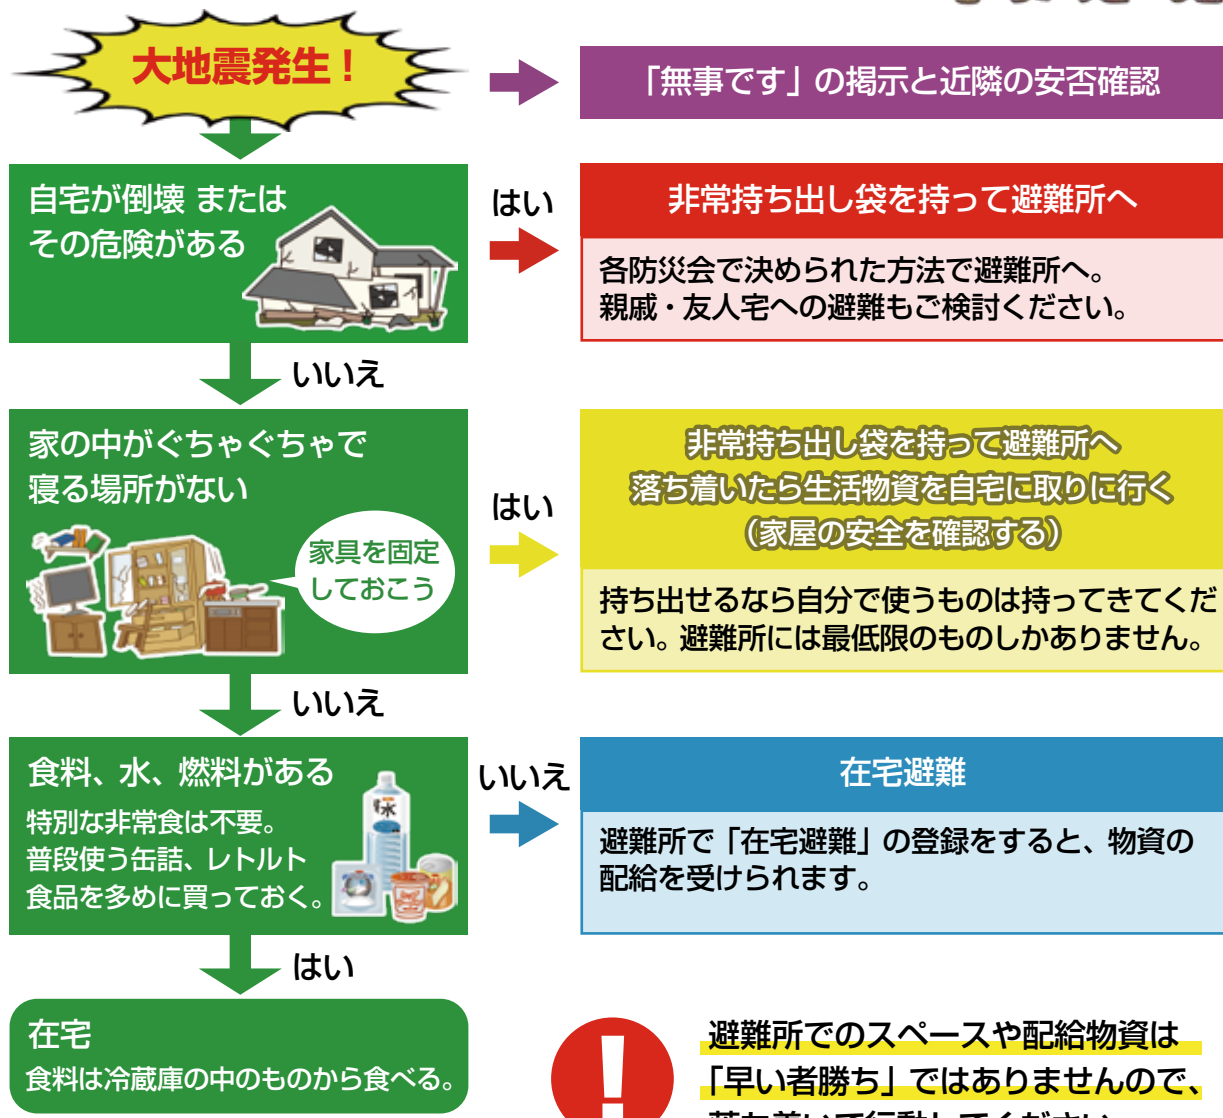 大地震発生！
「無事です」の掲示と近隣の安否確認
自宅が倒壊 または
その危険がある
はい
非常持ち出し袋を持って避難所へ
各防災会で決められた方法で避難所へ。
親戚・友人宅への避難もご検討ください。
いいえ
家の中がぐちゃぐちゃで
寝る場所がない
家具を固定
しておこう
はい
非常持ち出し袋を持って避難所へ
落ち着いたら生活物資を自宅に取りに行く
（家屋の安全を確認する）
持ち出せるなら自分で使うものは持ってきてくだ
さい。避難所には最低限のものしかありません。
いいえ
食料、水、燃料がある
特別な非常食は不要。
普段使う缶詰、レトルト
食品を多めに買っておく。
水
いいえ
在宅避難
避難所で「在宅避難」の登録をすると、物資の
配給を受けられます。
はい
在宅
食料は冷蔵庫の中のものから食べる。
!
避難所でのスペースや配給物資は
「早い者勝ち」ではありませんので、
落ち着いて行動してください